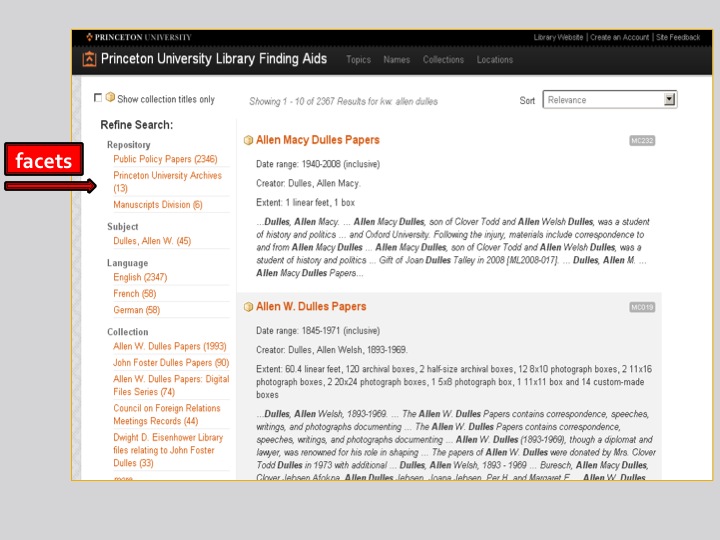 PRINCETON UNIVERSITY
Library Website | Create an Account | Site Feedback
Princeton University Library Finding Aids
Topics Names Collections Locations
Show collection titles only
Showing 1 - 10 of 2367 Results for kw: allen dulles
Sort Relevance
Refine Search:
facets
Repository
Public Policy Papers (2346)
Princeton University Archives
(13)
Manuscripts Division (6)
Subject
Dulles, Allen W. (45)
Language
English (2347)
French (58)
German (58)
Collection
Allen W. Dulles Papers (1993)
John Foster Dulles Papers (90)
Allen W. Dulles Papers: Digital
Files Series (74)
Council on Foreign Relations
Meetings Records (44)
Dwight D. Eisenhower Library
files relating to John Foster
Dulles (33)
more
Allen Macy Dulles Papers
MC232
Date range: 1940-2008 (inclusive)
Creator: Dulles, Allen Macy.
Extent: 1 linear feet, 1 box
...Dulles, Allen Macy. ... Allen Macy Dulles, son of Clover Todd and Allen Welsh Dulles, was a student
of history and politics ... and Oxford University. Following the injury, materials include correspondence to
and from Allen Macy Dulles ... Allen Macy Dulles, son of Clover Todd and Allen Welsh Dulles, was a
student of history and politics ... Gift of Joan Dulles Talley in 2008 [ML2008-017]. ... Dulles, Allen M. ...
Allen Macy Dulles Papers...
Allen W. Dulles Papers
MC019
Date range: 1845-1971 (inclusive)
Creator: Dulles, Allen Welsh, 1893-1969.
Extent: 60.4 linear feet, 120 archival boxes, 2 half-size archival boxes, 12 8x10 photograph boxes, 2 11x16
photograph boxes, 2 20x24 photograph boxes, 1 5x8 photograph box, 1 11x11 box and 14 custom-made
boxes
...Dulles, Allen Welsh, 1893-1969. ... The Allen W. Dulles Papers contains correspondence, speeches,
writings, and photographs documenting ... The Allen W. Dulles Papers contains correspondence,
speeches, writings, and photographs documenting ... Allen W. Dulles (1893-1969), though a diplomat and
lawyer, was renowned for his role in shaping ... The papers of Allen W. Dulles were donated by Mrs. Clover
Todd Dulles in 1973 with additional ... Dulles, Allen Welsh, 1893 - 1969 ... Buresch, Allen Macy Dulles,
Clover Jebsen Afokpa, Allen Dulles Jebsen, Joana Jebsen, Per H. and Margaret F. ... Allen W. Dulles